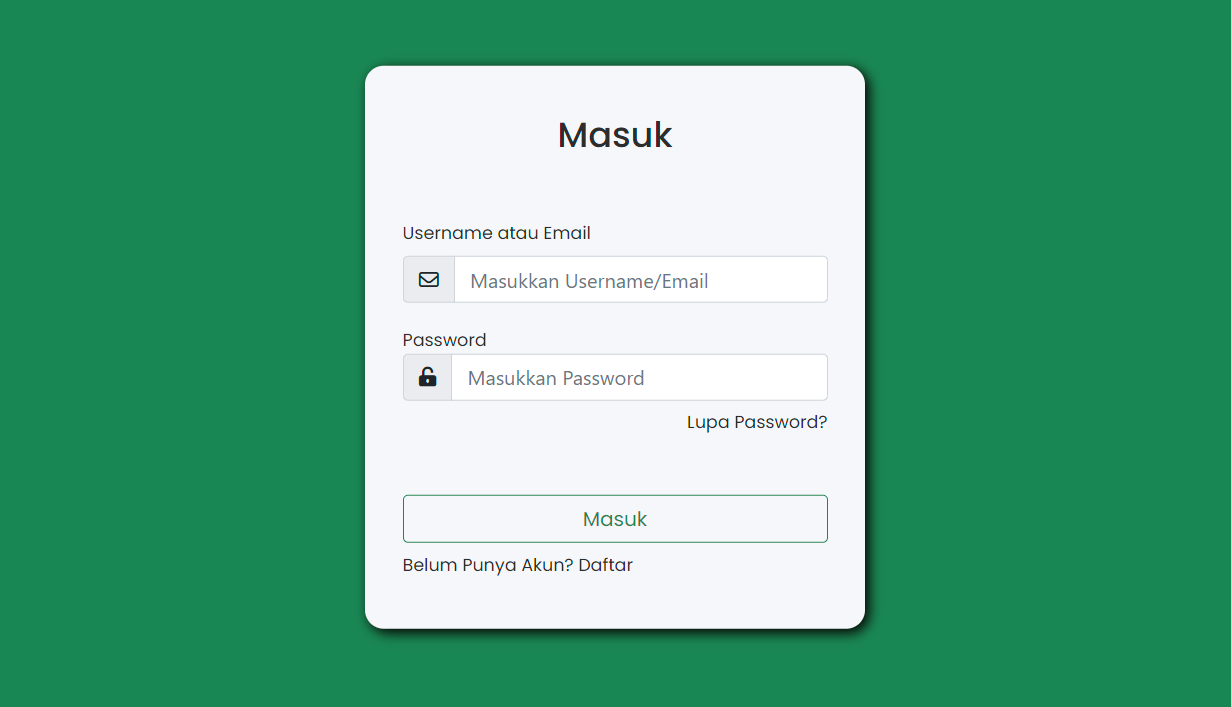 Masuk
Username atau Email
Masukkan Username/Email
Password
Masukkan Password
Lupa Password?
Masuk
Belum Punya Akun? Daftar